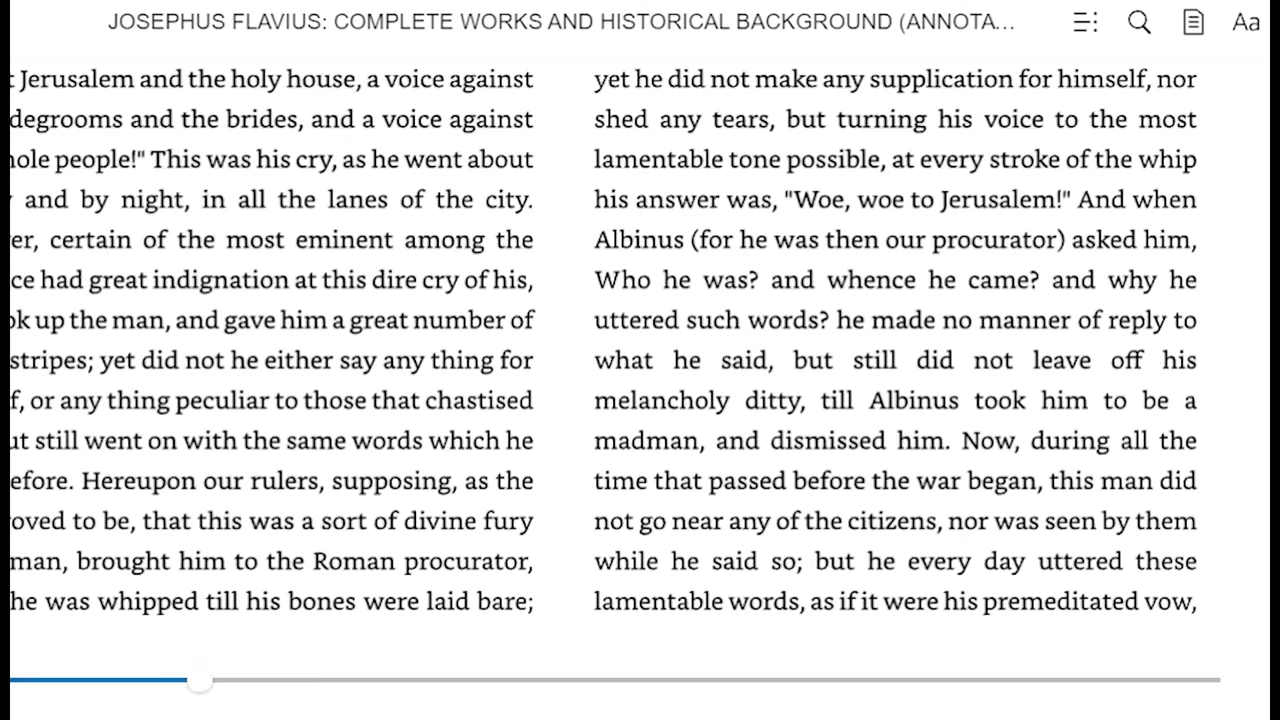 JOSEPHUS FLAVIUS: COMPLETE WORKS AND HISTORICAL BACKGROUND (ANNOTA...
Aa
Jerusalem and the holy house, a voice against
degrooms and the brides, and a voice against
people!" This was his cry, as he went about
and by night, in all the lanes of the city.
certain of the most eminent among the
had great indignation at this dire cry of his,
up the man, and gave him a great number of
stripes; yet did not he either say any thing for
or any thing peculiar to those that chastised
still went on with the same words which he
efore. Hereupon our rulers, supposing, as the
oved to be, that this was a sort of divine fury
man, brought him to the Roman procurator,
he was whipped till his bones were laid bare;
yet he did not make any supplication for himself, nor
shed any tears, but turning his voice to the most
lamentable tone possible, at every stroke of the whip
his answer was, "Woe, woe to Jerusalem!" And when
Albinus (for he was then our procurator) asked him,
Who he was? and whence he came? and why he
uttered such words? he made no manner of reply to
what he said, but still did not leave off his
melancholy ditty, till Albinus took him to be a
madman, and dismissed him. Now, during all the
time that passed before the war began, this man did
not go near any of the citizens, nor was seen by them
while he said so; but he every day uttered these
lamentable words, as if it were his premeditated vow,